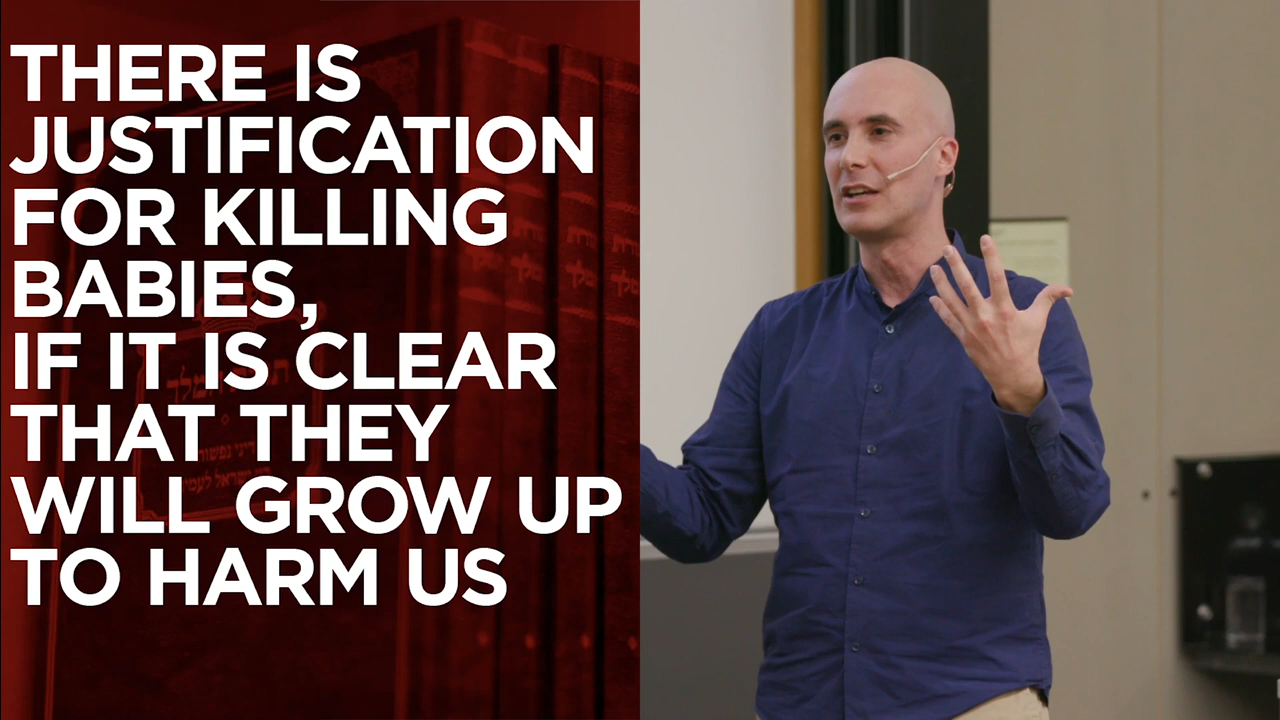 THERE IS
JUSTIFICATION
FOR KILLING
BABIES,
IF IT IS CLEAR
THAT THEY
WILL GROW UP
TO HARM US